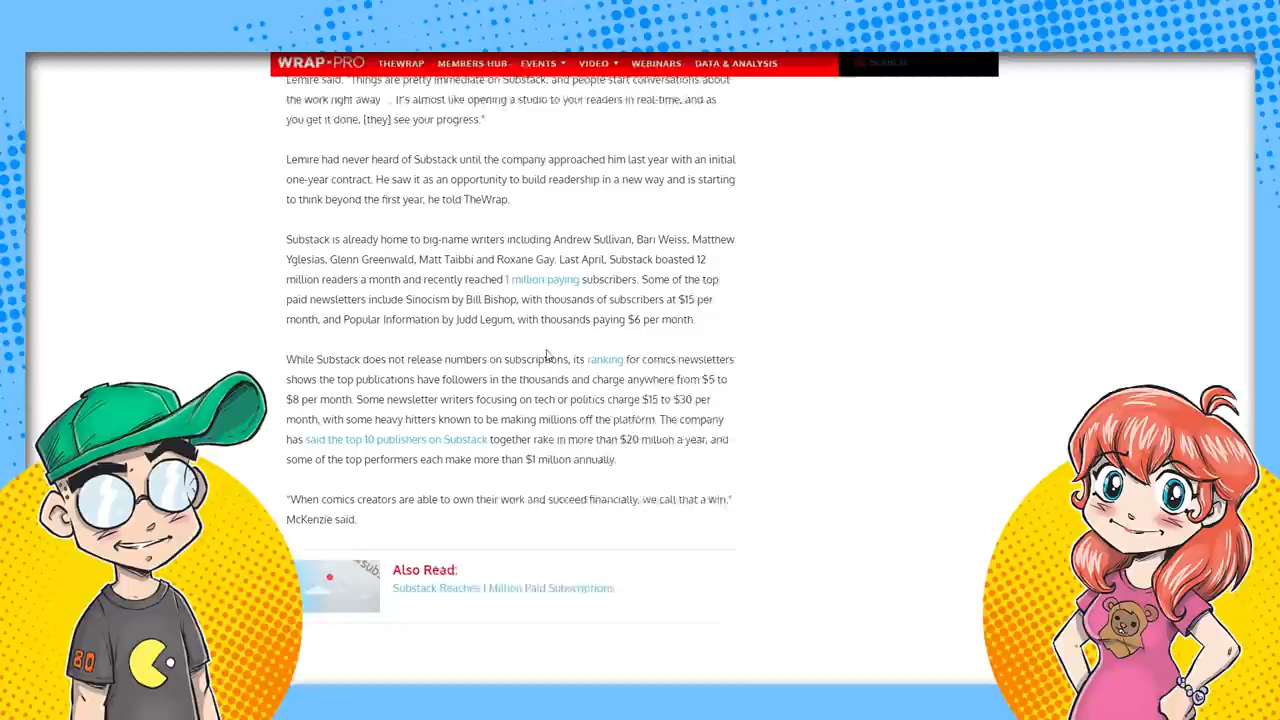 WRAP-PRO THEWRAP MEMBERS HUB EVENTS VIDEO WEBINARS DATA & ANALYSIS SEARCH
Lemire said. "Things are pretty immediate on Substack, and people start conversations about
the work right away ... It's almost like opening a studio to your readers in real-time, and as
you get it done, [they] see your progress."
Lemire had never heard of Substack until the company approached him last year with an initial
one-year contract. He saw it as an opportunity to build readership in a new way and is starting
to think beyond the first year, he told TheWrap.
Substack is already home to big-name writers including Andrew Sullivan, Bari Weiss, Matthew
Yglesias, Glenn Greenwald, Matt Taibbi and Roxane Gay. Last April, Substack boasted 12
million readers a month and recently reached 1 million paying subscribers. Some of the top
paid newsletters include Sinocism by Bill Bishop, with thousands of subscribers at $15 per
month, and Popular Information by Judd Legum, with thousands paying $6 per month.
While Substack does not release numbers on subscriptions, its ranking for comics newsletters
shows the top publications have followers in the thousands and charge anywhere from $5 to
$8 per month. Some newsletter writers focusing on tech or politics charge $15 to $30 per
month, with some heavy hitters known to be making millions off the platform. The company
has said the top 10 publishers on Substack together rake in more than $20 million a year, and
some of the top performers each make more than $1 million annually.
"When comics creators are able to own their work and succeed financially, we call that a win,"
McKenzie said.
Also Read:
Substack Reaches 1 Million Paid Subscriptions
80